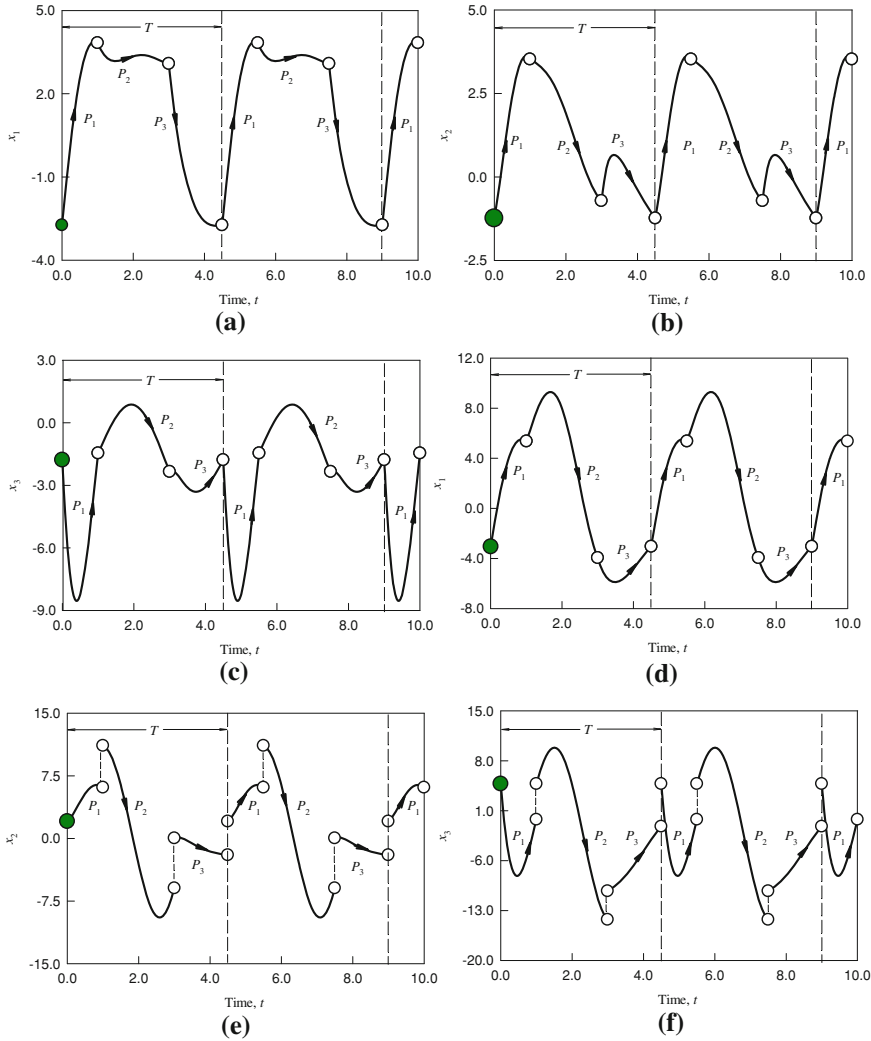 5.0
2.0
-1.0
-4.0
x1
T
P1
P2
P3
P1
P2
P3
P1
0.0 2.0 4.0 6.0 8.0 10.0
Time, t
(a)
5.0
2.5
0.0
-2.5
x2
T
P1
P2
P3
P1
P2
P3
P1
0.0 2.0 4.0 6.0 8.0 10.0
Time, t
(b)
3.0
0.0
-3.0
-6.0
-9.0
x3
T
P1
P2
P3
P1
P2
P3
P1
0.0 2.0 4.0 6.0 8.0 10.0
Time, t
(c)
12.0
8.0
4.0
0.0
-4.0
-8.0
x1
T
P1
P2
P3
P1
P2
P3
P1
0.0 2.0 4.0 6.0 8.0 10.0
Time, t
(d)
15.0
7.5
0.0
-7.5
-15.0
x2
T
P1
P2
P3
P1
P2
P3
P1
0.0 2.0 4.0 6.0 8.0 10.0
Time, t
(e)
15.0
8.0
1.0
-6.0
-13.0
-20.0
x3
T
P1
P2
P3
P1
P2
P3
P1
0.0 2.0 4.0 6.0 8.0 10.0
Time, t
(f)